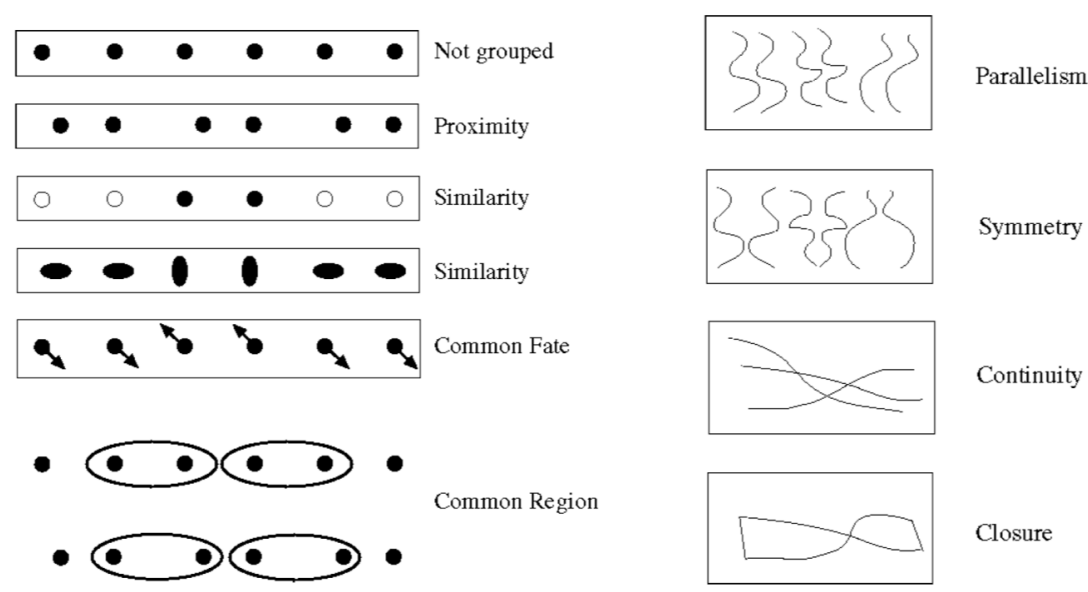 Not grouped
Proximity
Similarity
Similarity
Common Fate
Common Region
Parallelism
Symmetry
Continuity
Closure